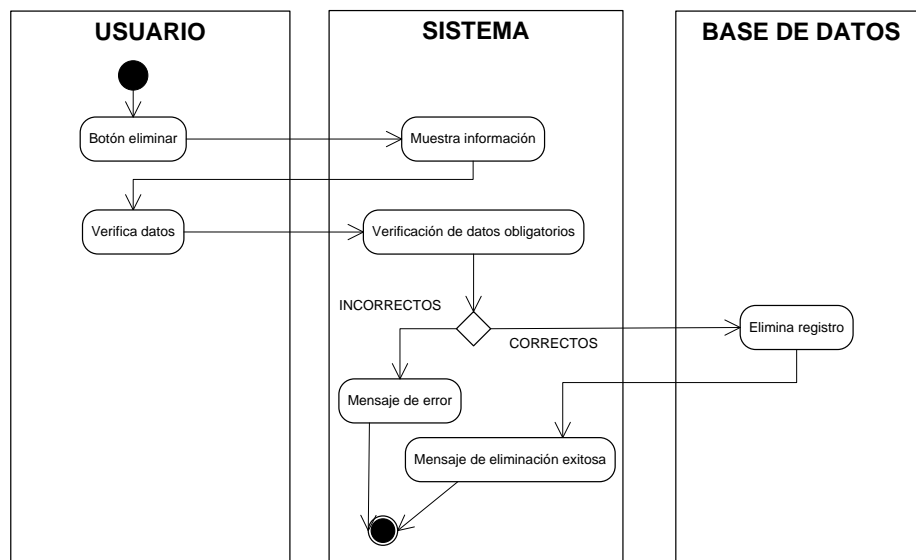 USUARIO
SISTEMA
BASE DE DATOS
Botón eliminar
Muestra información
Verifica datos
Verificación de datos obligatorios
INCORRECTOS
CORRECTOS
Elimina registro
Mensaje de error
Mensaje de eliminación exitosa